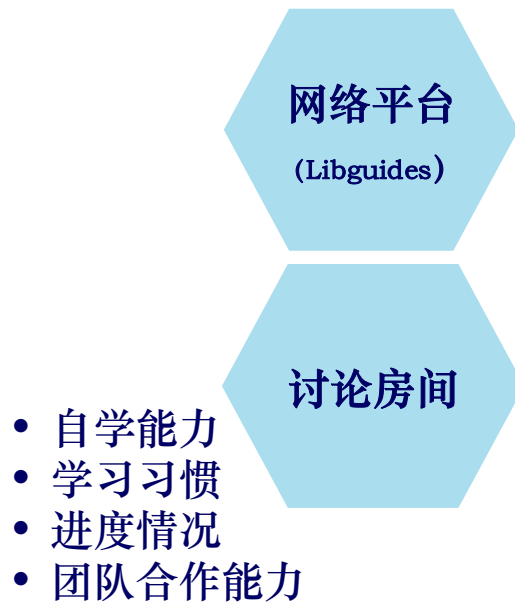 网络平台
(Libguides)
讨论房间
• 自学能力
• 学习习惯
• 进度情况
• 团队合作能力